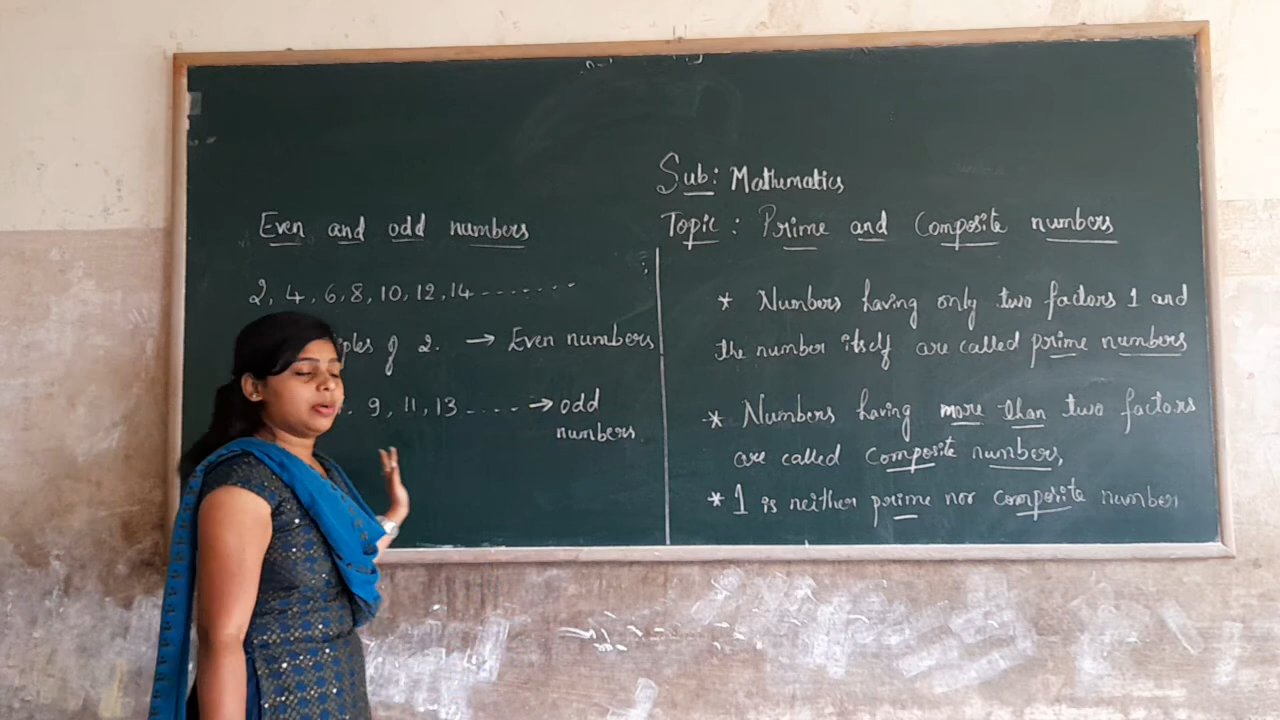 Sub: Mathematics
Topic: Prime and Composite numbers
Even and odd numbers
2, 4, 6, 8, 10, 12, 14 ........
of 2. → Even numbers
9, 11, 13 .... → odd
numbers
* Numbers having only two factors 1 and
the number itself are called prime numbers
* Numbers having more than two factors
are called composite numbers,
* 1 is neither prime nor composite number